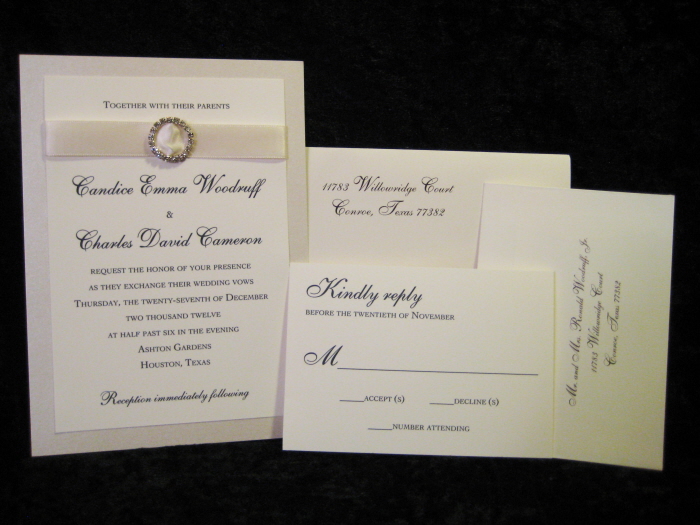 Together with their parents
Candice Emma Woodruff
&
Charles David Cameron
request the honor of your presence
as they exchange their wedding vows
Thursday, the twenty-seventh of December
two thousand twelve
at half past six in the evening
Ashton Gardens
Houston, Texas
Reception immediately following
11783 Willowridge Court
Conroe, Texas 77382
Kindly reply
before the twentieth of November
M
accept (s)
decline (s)
number attending
Mr. and Mrs. Ronald Woodruff, Jr
11783 Willowridge Court
Conroe, Texas 77382